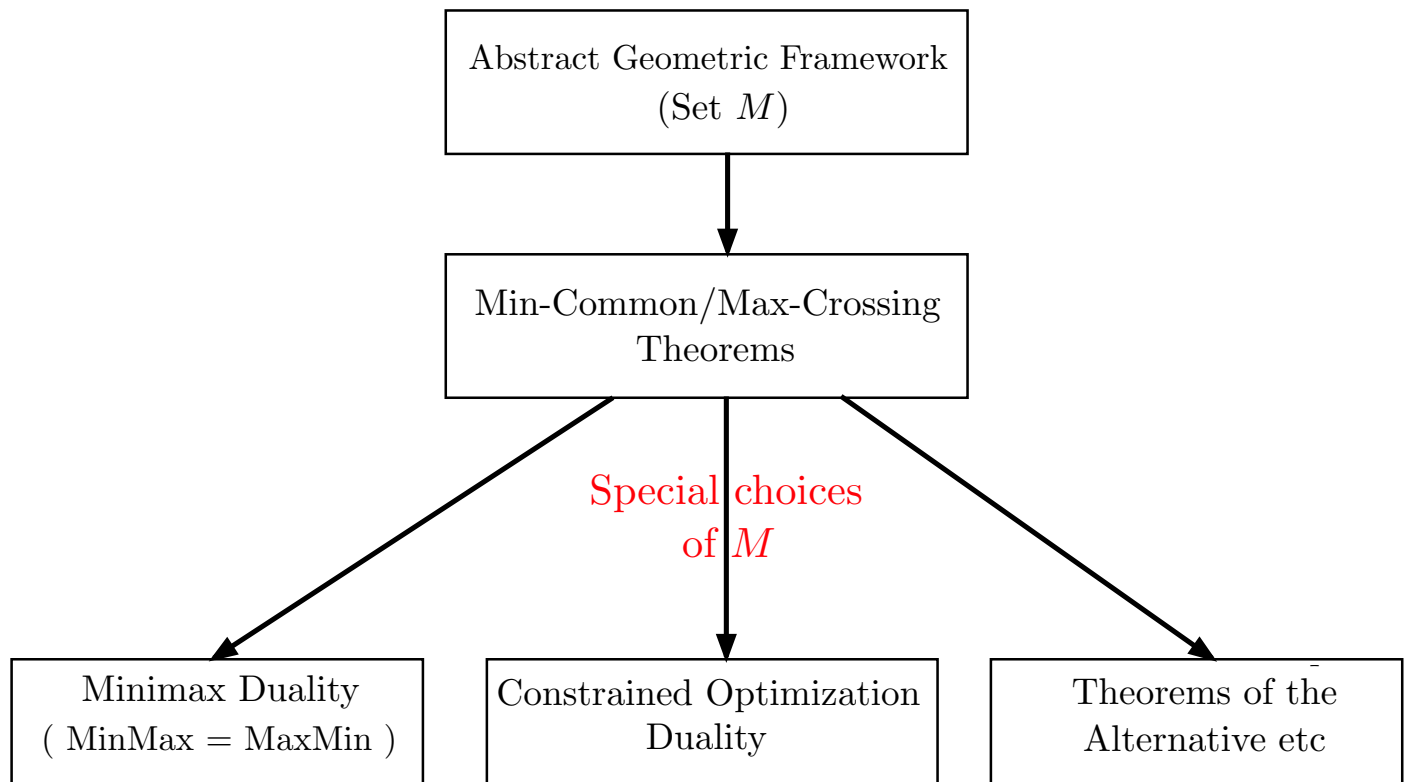 Abstract Geometric Framework
(Set M)
Min-Common/Max-Crossing
Theorems
Special choices
of M
Minimax Duality
( MinMax = MaxMin )
Constrained Optimization
Duality
Theorems of the
Alternative etc